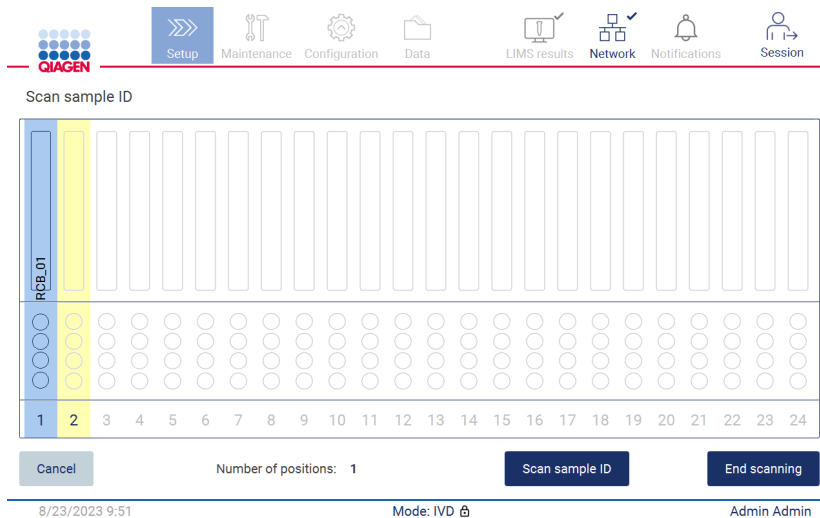 QIAGEN
Setup Maintenance Configuration Data LIMS results Network Notifications Session
Scan sample ID
RCB_01
1 2 3 4 5 6 7 8 9 10 11 12 13 14 15 16 17 18 19 20 21 22 23 24
Cancel Number of positions: 1 Scan sample ID End scanning
8/23/2023 9:51 Mode: IVD Admin Admin